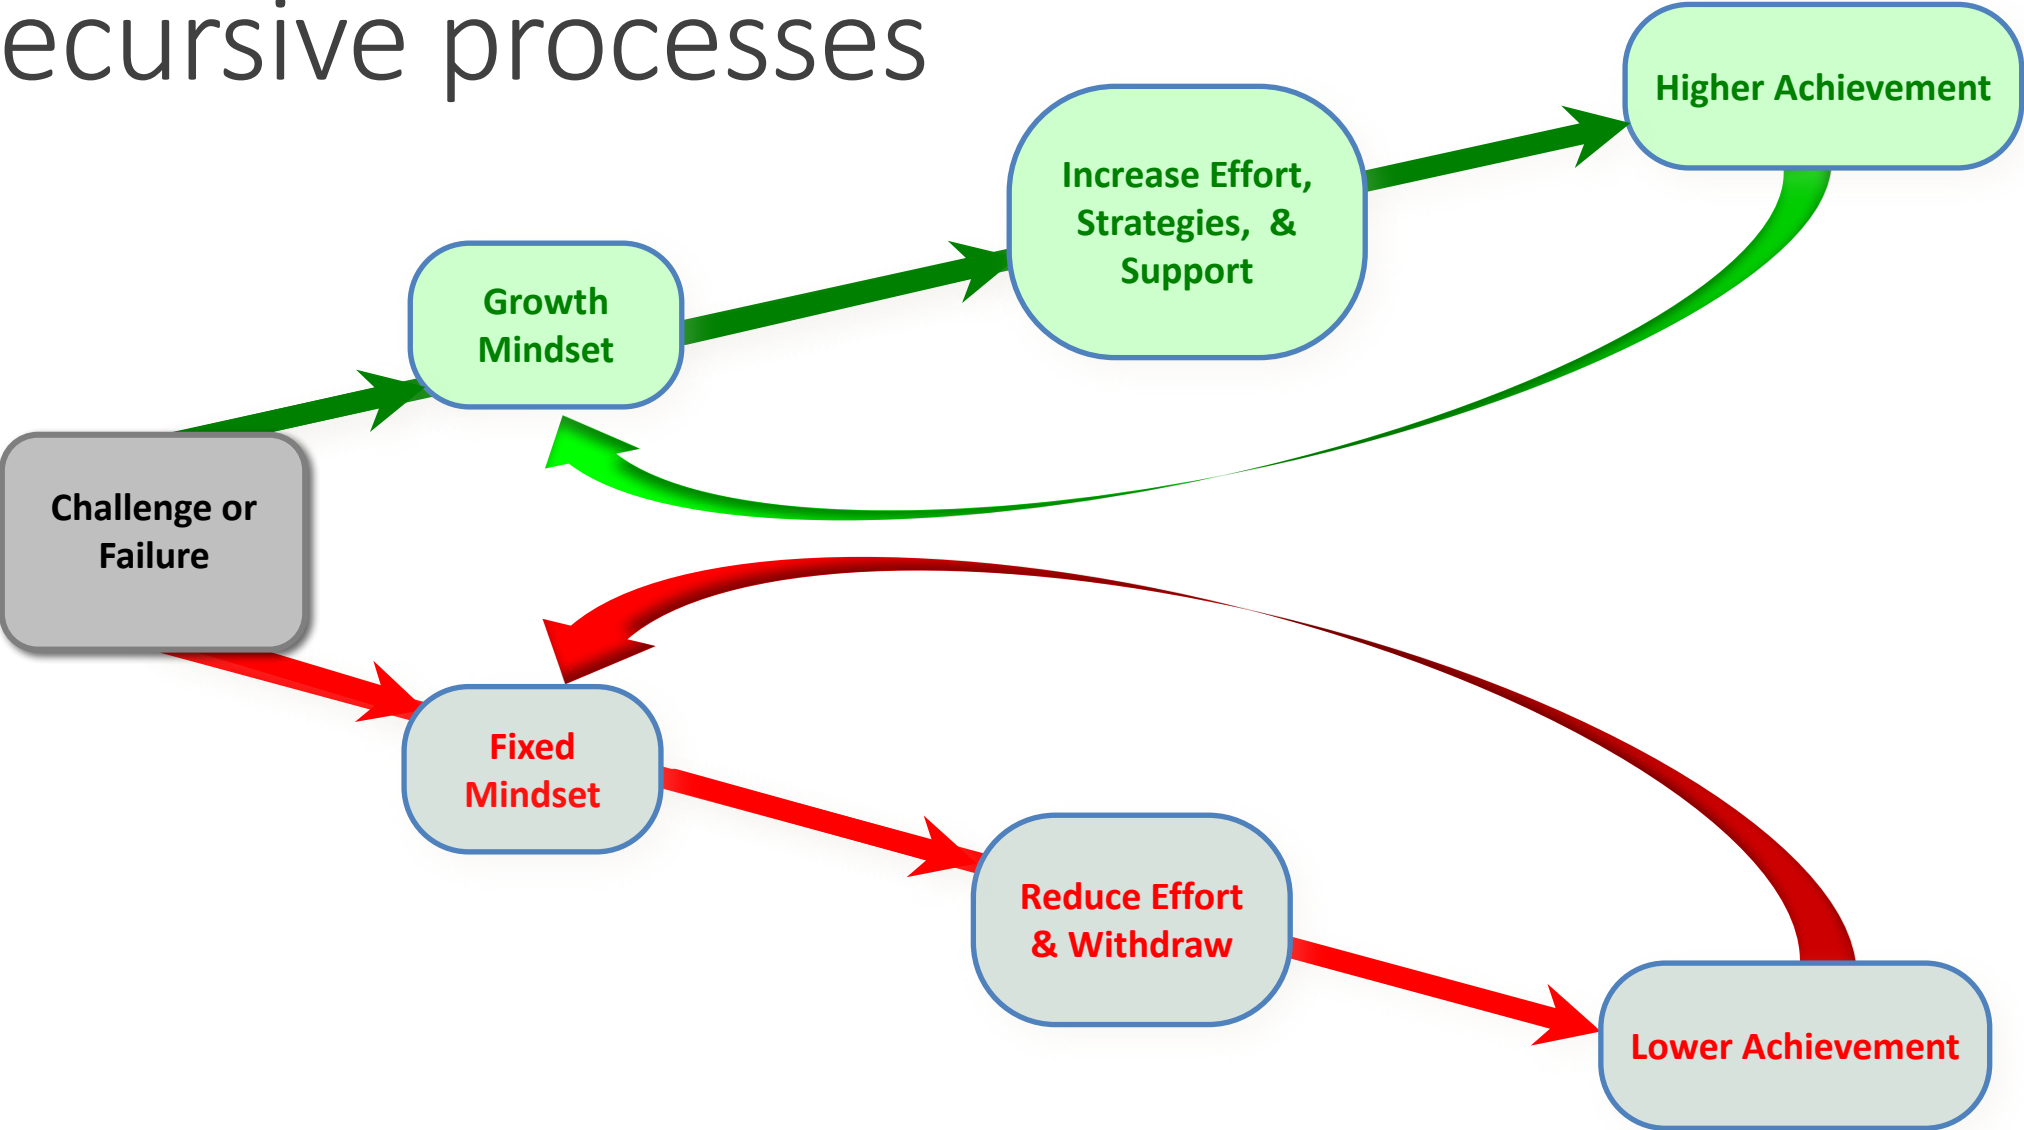 ecursive processes
Higher Achievement
Increase Effort,
Strategies, &
Support
Growth
Mindset
Challenge or
Failure
Fixed
Mindset
Reduce Effort
& Withdraw
Lower Achievement